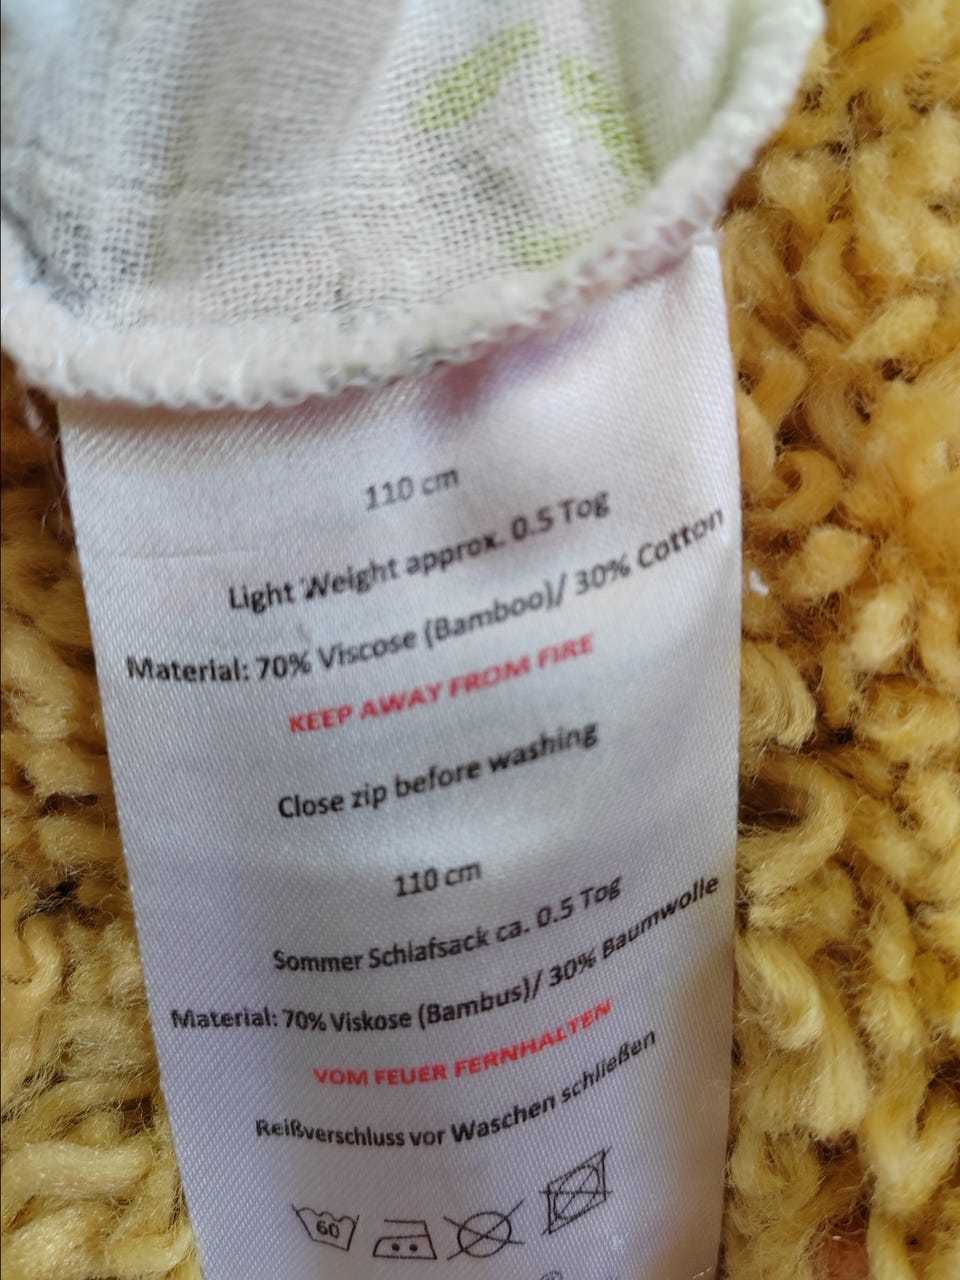 110 cm
Light Weight approx. 0.5 Tog
Material: 70% Viscose (Bamboo)/ 30% Cotton
KEEP AWAY FROM FIRE
Close zip before washing
110 cm
Sommer Schlafsack ca. 0.5 Tog
Material: 70% Viskose (Bambus)/ 30% Baumwolle
VOM FEUER FERNHALTEN
Reißverschluss vor Waschen schließen
60